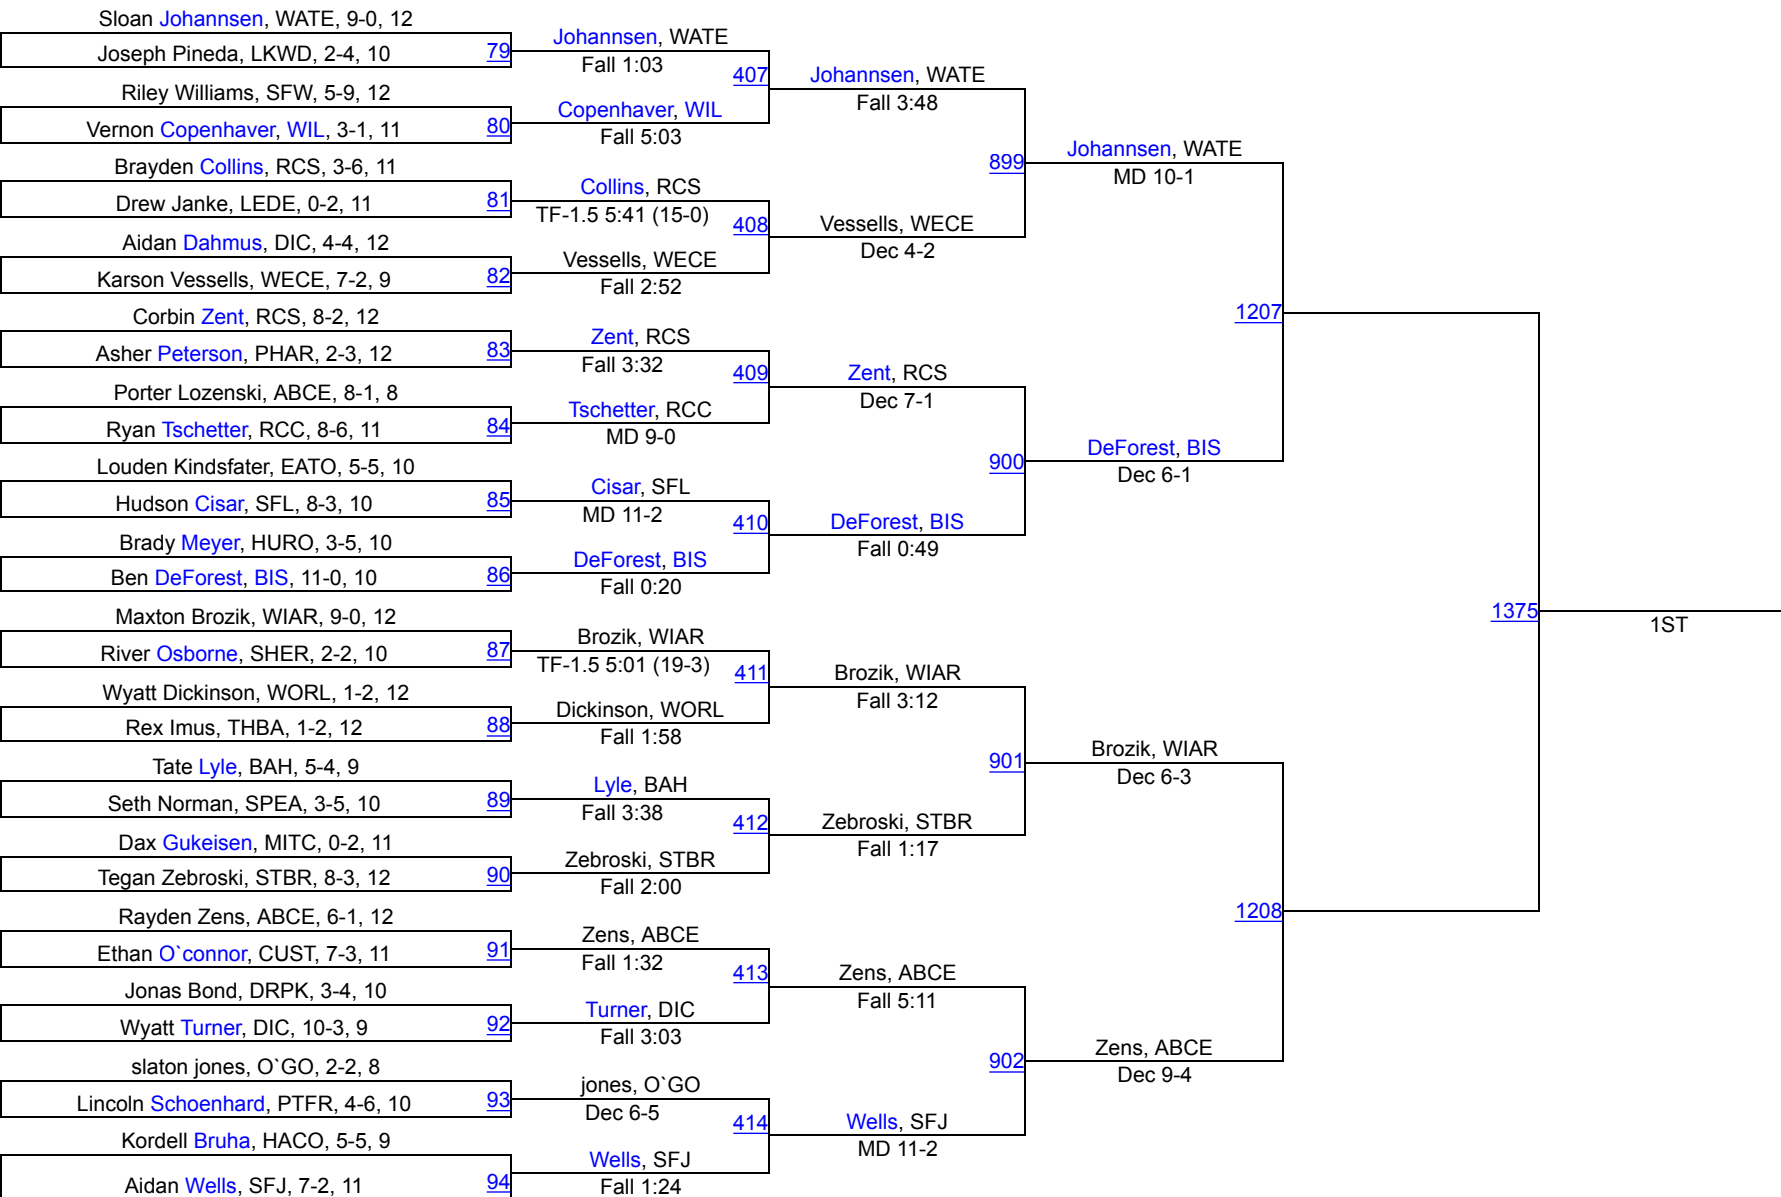 Sloan Johannsen, WATE, 9-0, 12
Joseph Pineda, LKWD, 2-4, 10
79
Riley Williams, SFW, 5-9, 12
Vernon Copenhaver, WIL, 3-1, 11
80
Brayden Collins, RCS, 3-6, 11
Drew Janke, LEDE, 0-2, 11
81
Aidan Dahmus, DIC, 4-4, 12
Karson Vessells, WECE, 7-2, 9
82
Corbin Zent, RCS, 8-2, 12
Asher Peterson, PHAR, 2-3, 12
83
Porter Lozenski, ABCE, 8-1, 8
Ryan Tschetter, RCC, 8-6, 11
84
Louden Kindsfater, EATO, 5-5, 10
Hudson Cisar, SFL, 8-3, 10
85
Brady Meyer, HURO, 3-5, 10
Ben DeForest, BIS, 11-0, 10
86
Maxton Brozik, WIAR, 9-0, 12
River Osborne, SHER, 2-2, 10
87
Wyatt Dickinson, WORL, 1-2, 12
Rex Imus, THBA, 1-2, 12
88
Tate Lyle, BAH, 5-4, 9
Seth Norman, SPEA, 3-5, 10
89
Dax Gukeisen, MITC, 0-2, 11
Tegan Zebroski, STBR, 8-3, 12
90
Rayden Zens, ABCE, 6-1, 12
Ethan O`connor, CUST, 7-3, 11
91
Jonas Bond, DRPK, 3-4, 10
Wyatt Turner, DIC, 10-3, 9
92
slaton jones, O`GO, 2-2, 8
Lincoln Schoenhard, PTFR, 4-6, 10
93
Kordell Bruha, HACO, 5-5, 9
Aidan Wells, SFJ, 7-2, 11
94
Johannsen, WATE
Fall 1:03
407
Copenhaver, WIL
Fall 5:03
Collins, RCS
TF-1.5 5:41 (15-0)
408
Vessells, WECE
Fall 2:52
Zent, RCS
Fall 3:32
409
Tschetter, RCC
MD 9-0
Cisar, SFL
MD 11-2
410
DeForest, BIS
Fall 0:20
Brozik, WIAR
TF-1.5 5:01 (19-3)
411
Dickinson, WORL
Fall 1:58
Lyle, BAH
Fall 3:38
412
Zebroski, STBR
Fall 2:00
Zens, ABCE
Fall 1:32
413
Turner, DIC
Fall 3:03
jones, O`GO
Dec 6-5
414
Wells, SFJ
Fall 1:24
Johannsen, WATE
Fall 3:48
899
Vessells, WECE
Dec 4-2
Zent, RCS
Dec 7-1
900
DeForest, BIS
Fall 0:49
Brozik, WIAR
Fall 3:12
901
Zebroski, STBR
Fall 1:17
Zens, ABCE
Fall 5:11
902
Wells, SFJ
MD 11-2
Johannsen, WATE
MD 10-1
1207
DeForest, BIS
Dec 6-1
Brozik, WIAR
Dec 6-3
1208
Zens, ABCE
Dec 9-4
1375
1ST